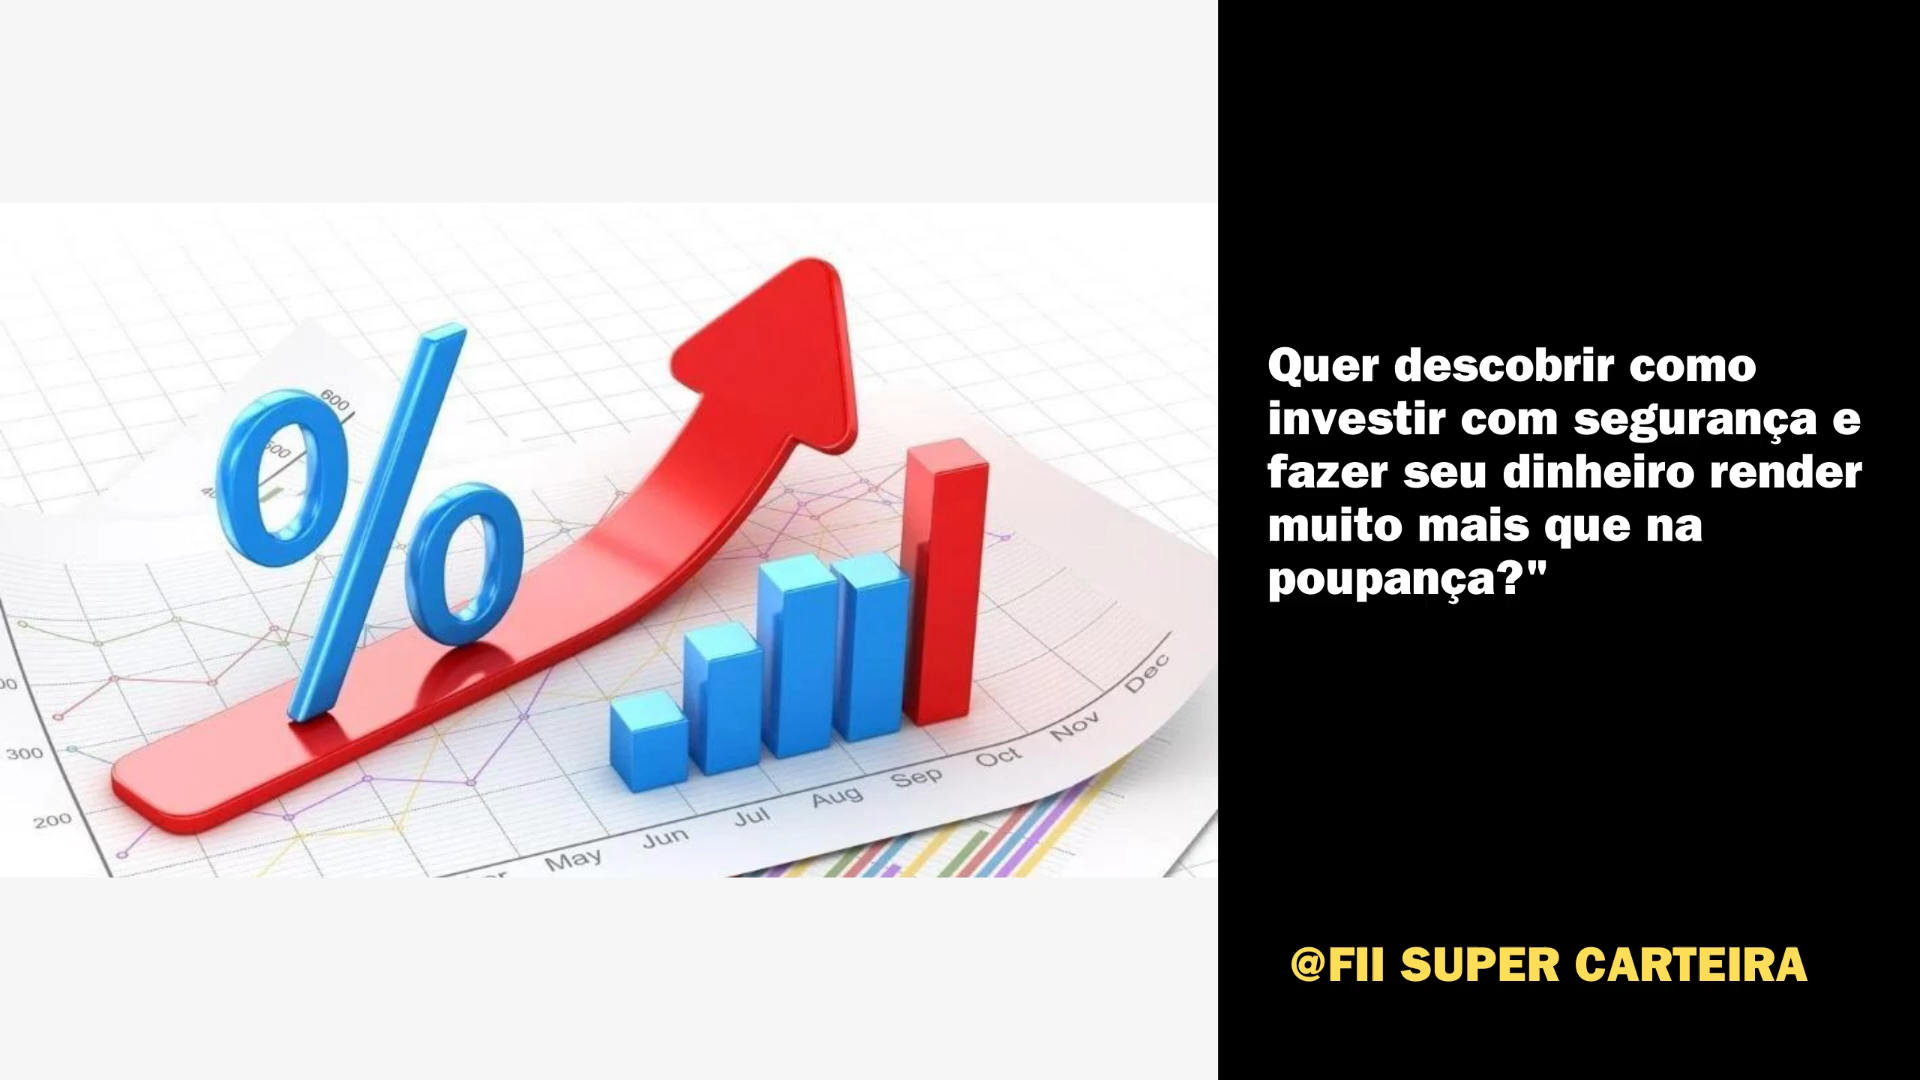 Quer descobrir como
investir com segurança e
fazer seu dinheiro render
muito mais que na
poupança?"
@FII SUPER CARTEIRA
600
500
300
200
May
Jun
Jul
Aug
Sep
Oct
Nov
Dec
%